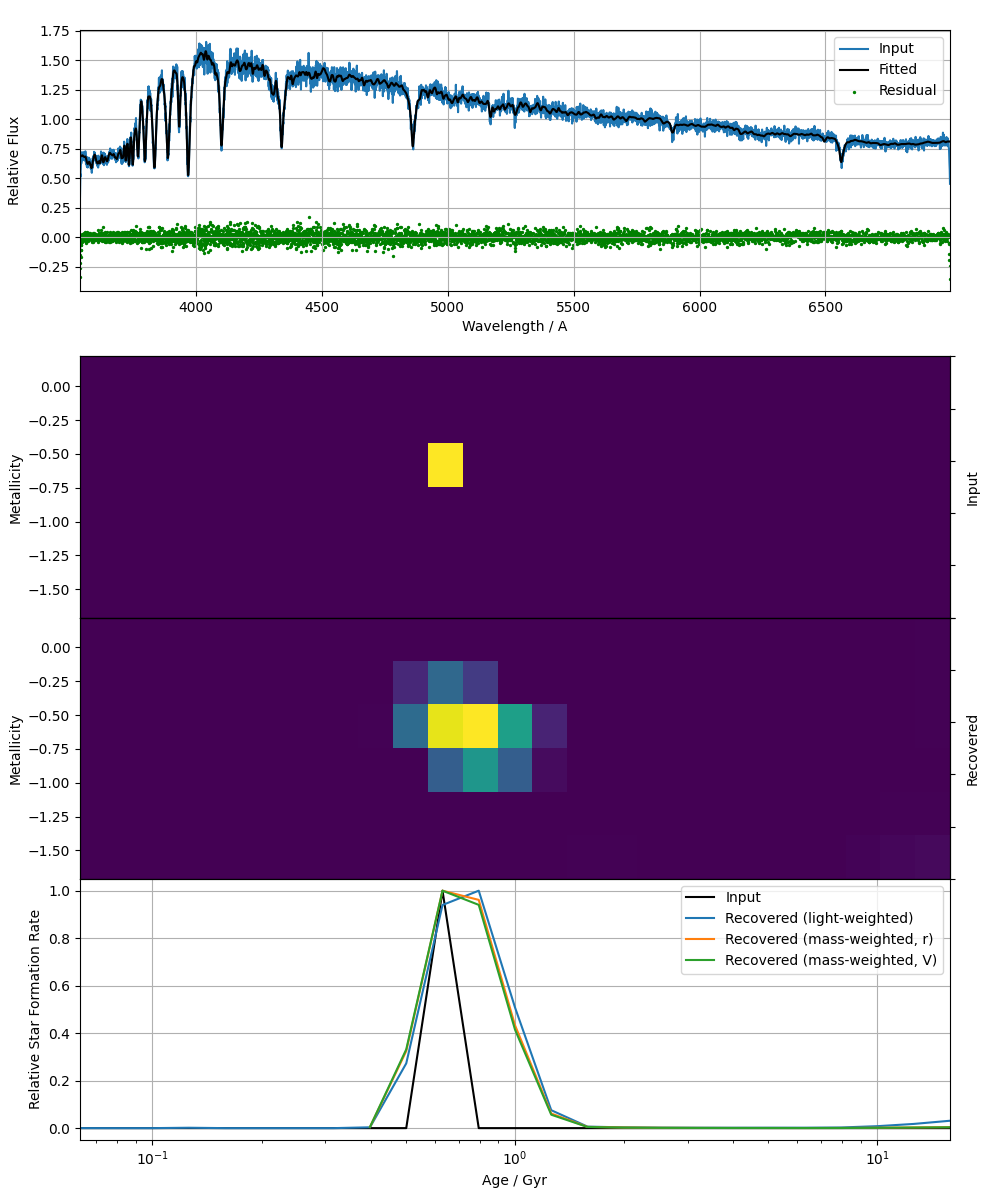 1.75
1.50
1.25
1.00
0.75
0.50
0.25
0.00
−0.25
Relative Flux
Input
Fitted
Residual
4000 4500 5000 5500 6000 6500
Wavelength / A
0.00
−0.25
−0.50
−0.75
−1.00
−1.25
−1.50
Metallicity
Input
0.00
−0.25
−0.50
−0.75
−1.00
−1.25
−1.50
Metallicity
Recovered
1.0
0.8
0.6
0.4
0.2
0.0
Relative Star Formation Rate
Input
Recovered (light-weighted)
Recovered (mass-weighted, r)
Recovered (mass-weighted, V)
10⁻¹ 10⁰ 10¹
Age / Gyr